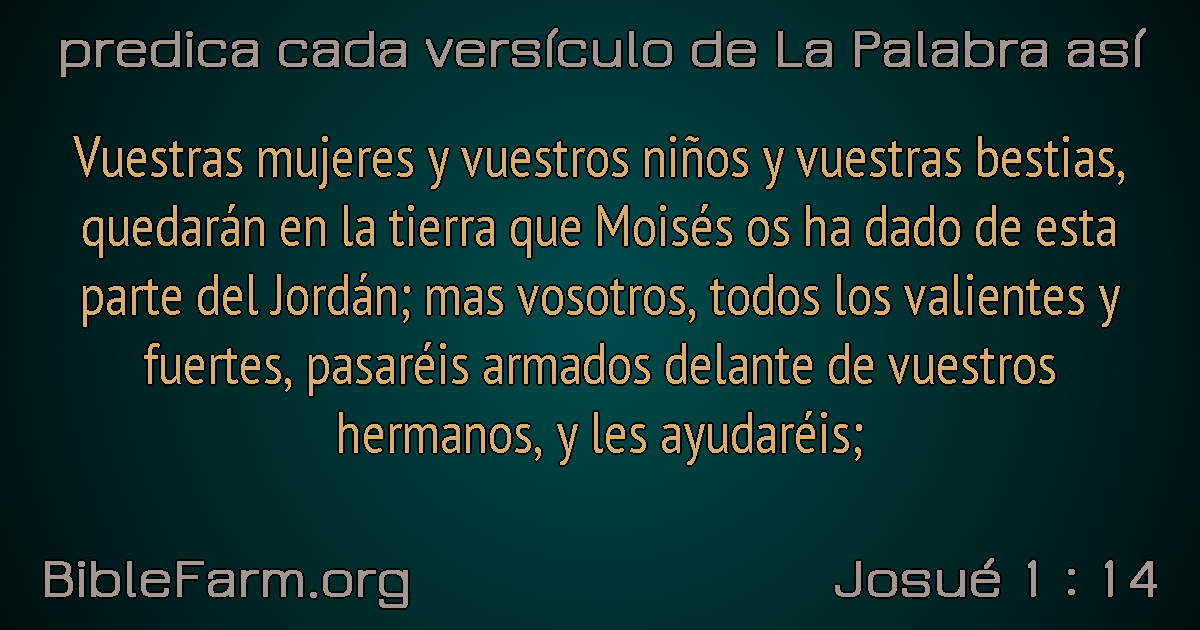 predica cada versículo de La Palabra así
Vuestras mujeres y vuestros niños y vuestras bestias,
quedarán en la tierra que Moisés os ha dado de esta
parte del Jordán; mas vosotros, todos los valientes y
fuertes, pasaréis armados delante de vuestros
hermanos, y les ayudaréis;
BibleFarm.org
Josué 1 : 14